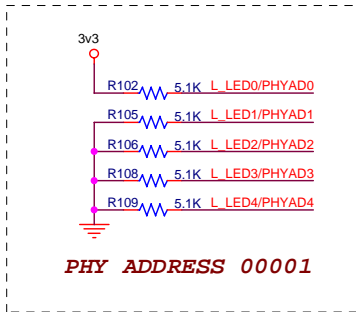 3v3
R102 5.1K L_LED0/PHYAD0
R105 5.1K L_LED1/PHYAD1
R106 5.1K L_LED2/PHYAD2
R108 5.1K L_LED3/PHYAD3
R109 5.1K L_LED4/PHYAD4
PHY ADDRESS 00001